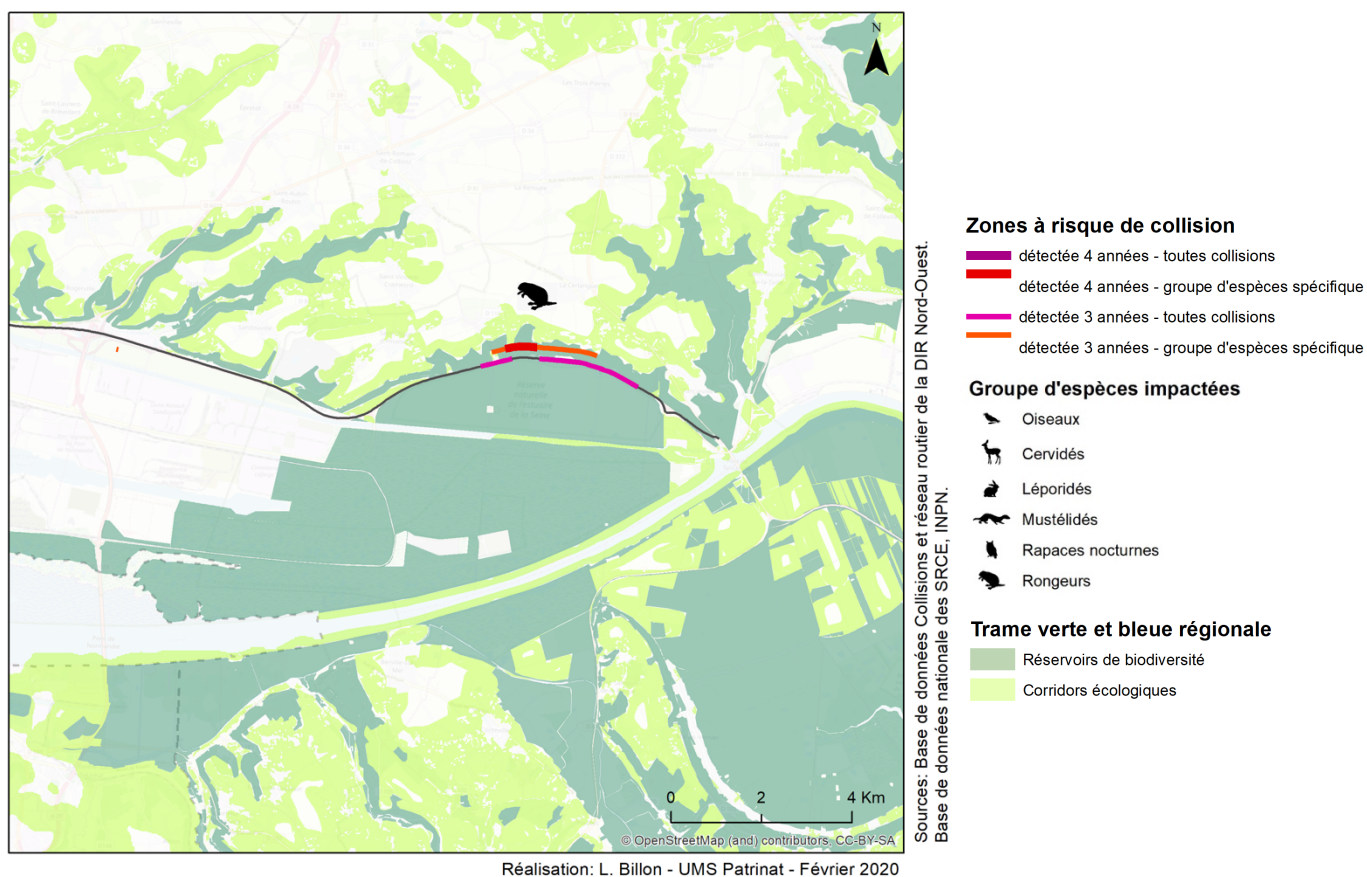 N
Zones à risque de collision
détectée 4 années - toutes collisions
détectée 4 années - groupe d'espèces spécifique
détectée 3 années - toutes collisions
détectée 3 années - groupe d'espèces spécifique
Groupe d'espèces impactées
Oiseaux
Cervidés
Léporidés
Mustélidés
Rapaces nocturnes
Rongeurs
Trame verte et bleue régionale
Réservoirs de biodiversité
Corridors écologiques
Sources: Base de données Collisions et réseau routier de la DIR Nord-Ouest.
Base de données nationale des SRCE, INPN.
0 2 4 Km
© OpenStreetMap (and) contributors, CC-BY-SA
Réalisation: L. Billon - UMS Patrinat - Février 2020